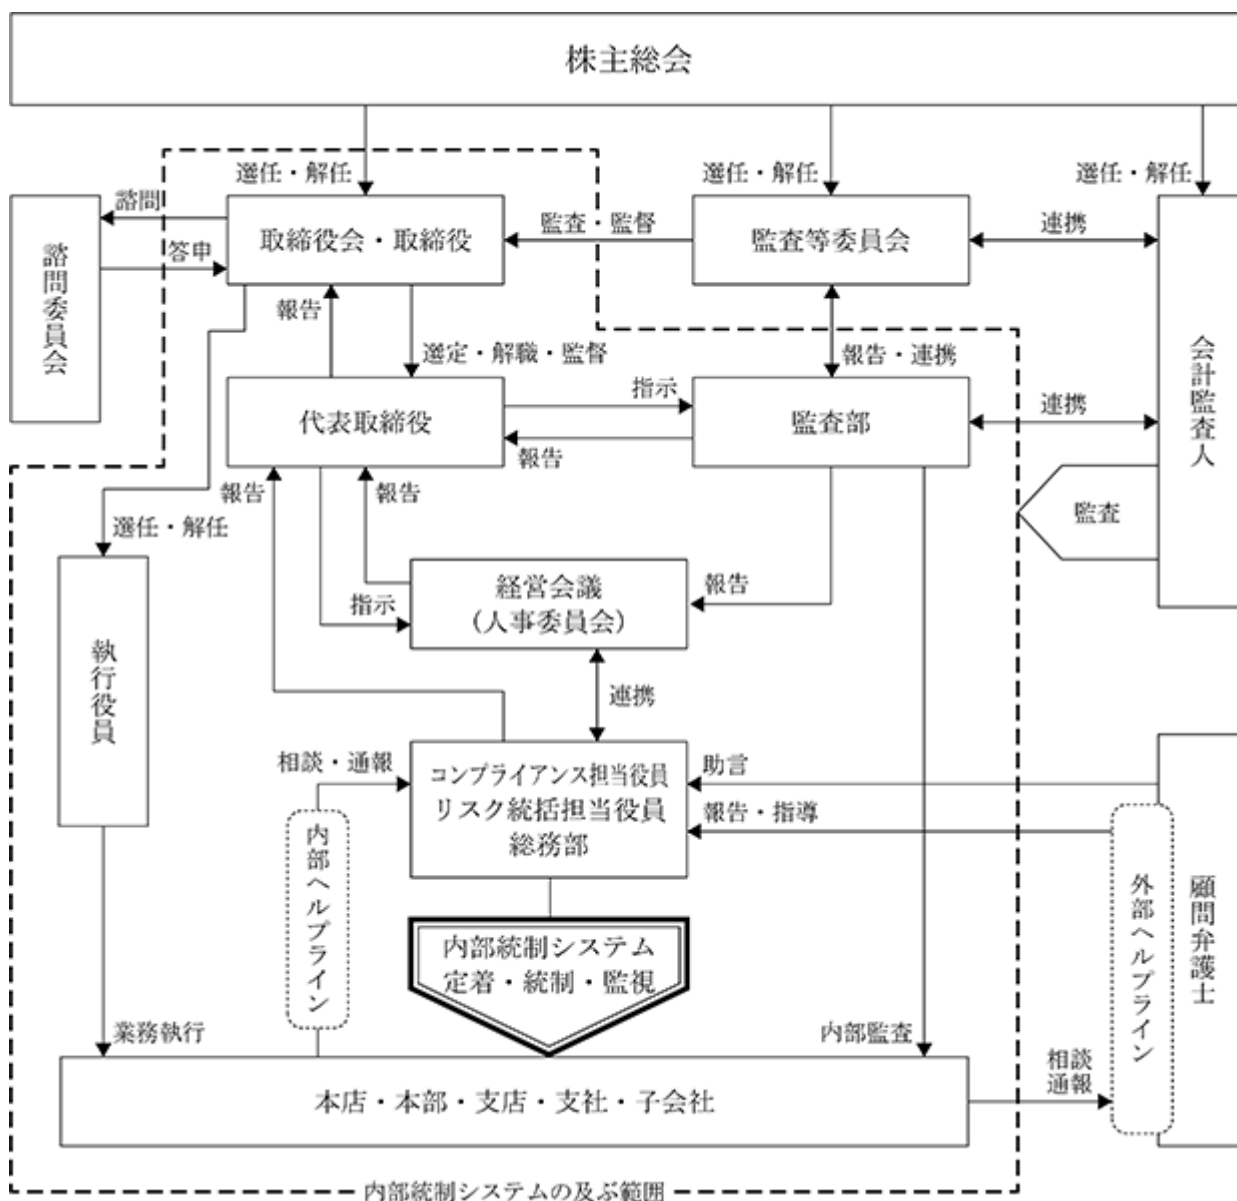 株主総会
選任・解任
選任・解任
選任・解任
諮問
答申
諮問委員会
取締役会・取締役
監査・監督
監査等委員会
連携
会計監査人
報告
選定・解職・監督
報告・連携
代表取締役
指示
報告
監査部
連携
監査
報告
報告
選任・解任
執行役員
指示
経営会議
(人事委員会)
報告
連携
相談・通報
コンプライアンス担当役員
リスク統括担当役員
総務部
助言
報告・指導
内部ヘルプライン
外部ヘルプライン
顧問弁護士
内部統制システム
定着・統制・監視
業務執行
内部監査
相談
通報
本店・本部・支店・支社・子会社
内部統制システムの及ぶ範囲